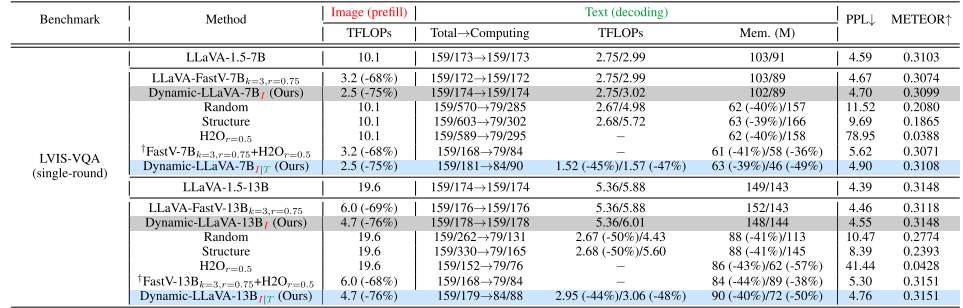 Benchmark Method Image (prefill) Text (decoding) PPL↓ METEOR↑
TFLOPs Total→Computing TFLOPs Mem. (M)
LVIS-VQA
(single-round)
LLaVA-1.5-7B 10.1 159/173→159/173 2.75/2.99 103/91 4.59 0.3103
LLaVA-FastV-7Bk=3,r=0.75 3.2 (-68%) 159/172→159/172 2.75/2.99 103/89 4.67 0.3074
Dynamic-LLaVA-7BI (Ours) 2.5 (-75%) 159/174→159/174 2.75/3.02 102/89 4.70 0.3099
Random 10.1 159/570→79/285 2.67/4.98 62 (-40%)/157 11.52 0.2080
Structure 10.1 159/603→79/302 2.68/5.72 63 (-39%)/166 9.69 0.1865
H2Or=0.5 10.1 159/589→79/295 – 62 (-40%)/158 78.95 0.0388
†FastV-7Bk=3,r=0.75+H2Or=0.5 3.2 (-68%) 159/168→79/84 – 61 (-41%)/58 (-36%) 5.62 0.3071
Dynamic-LLaVA-7BI|T (Ours) 2.5 (-75%) 159/181→84/90 1.52 (-45%)/1.57 (-47%) 63 (-39%)/46 (-49%) 4.90 0.3108
LLaVA-1.5-13B 19.6 159/174→159/174 5.36/5.88 149/143 4.39 0.3148
LLaVA-FastV-13Bk=3,r=0.75 6.0 (-69%) 159/176→159/176 5.36/5.88 152/143 4.46 0.3118
Dynamic-LLaVA-13BI (Ours) 4.7 (-76%) 159/178→159/178 5.36/6.01 148/144 4.55 0.3148
Random 19.6 159/262→79/131 2.67 (-50%)/4.43 88 (-41%)/113 10.47 0.2774
Structure 19.6 159/330→79/165 2.68 (-50%)/5.60 88 (-41%)/145 8.39 0.2393
H2Or=0.5 19.6 159/152→79/76 – 86 (-43%)/62 (-57%) 41.44 0.0428
†FastV-13Bk=3,r=0.75+H2Or=0.5 6.0 (-68%) 159/168→79/84 – 84 (-44%)/89 (-38%) 5.30 0.3151
Dynamic-LLaVA-13BI|T (Ours) 4.7 (-76%) 159/179→84/88 2.95 (-44%)/3.06 (-48%) 90 (-40%)/72 (-50%) 4.76 0.3151